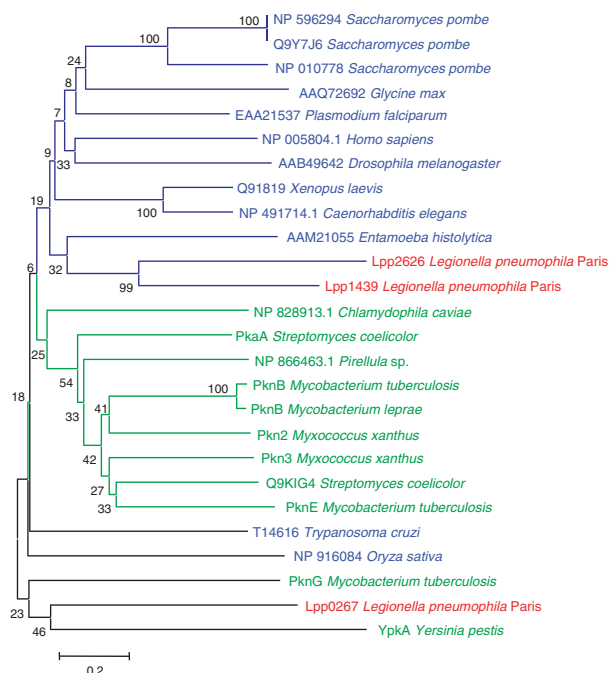 100
NP 596294 Saccharomyces pombe
100
Q9Y7J6 Saccharomyces pombe
24
NP 010778 Saccharomyces pombe
8
AAQ72692 Glycine max
7
EAA21537 Plasmodium falciparum
NP 005804.1 Homo sapiens
9
33
AAB49642 Drosophila melanogaster
Q91819 Xenopus laevis
19
100
NP 491714.1 Caenorhabditis elegans
AAM21055 Entamoeba histolytica
6
32
Lpp2626 Legionella pneumophila Paris
99
Lpp1439 Legionella pneumophila Paris
NP 828913.1 Chlamydophila caviae
PkaA Streptomyces coelicolor
25
NP 866463.1 Pirellula sp.
54
100
PknB Mycobacterium tuberculosis
18
33
41
PknB Mycobacterium leprae
Pkn2 Myxococcus xanthus
42
Pkn3 Myxococcus xanthus
27
Q9KIG4 Streptomyces coelicolor
33
PknE Mycobacterium tuberculosis
T14616 Trypanosoma cruzi
NP 916084 Oryza sativa
PknG Mycobacterium tuberculosis
23
Lpp0267 Legionella pneumophila Paris
46
YpkA Yersinia pestis
0.2